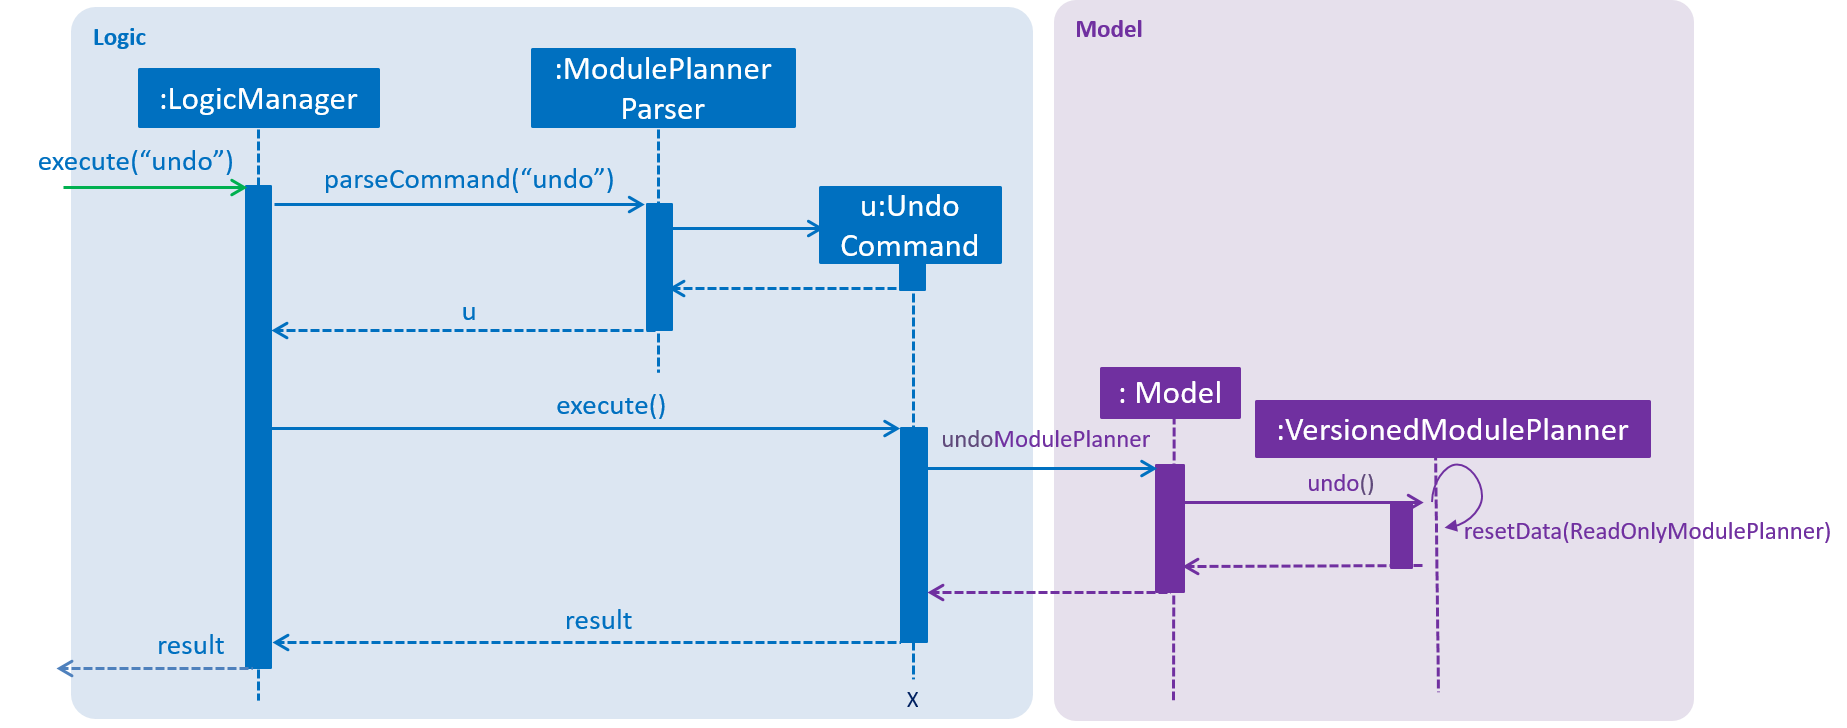 Logic
Model
:LogicManager
:ModulePlanner
Parser
execute(“undo”)
parseCommand(“undo”)
u:Undo
Command
u
execute()
: Model
:VersionedModulePlanner
undoModulePlanner
undo()
resetData(ReadOnlyModulePlanner)
result
result
X